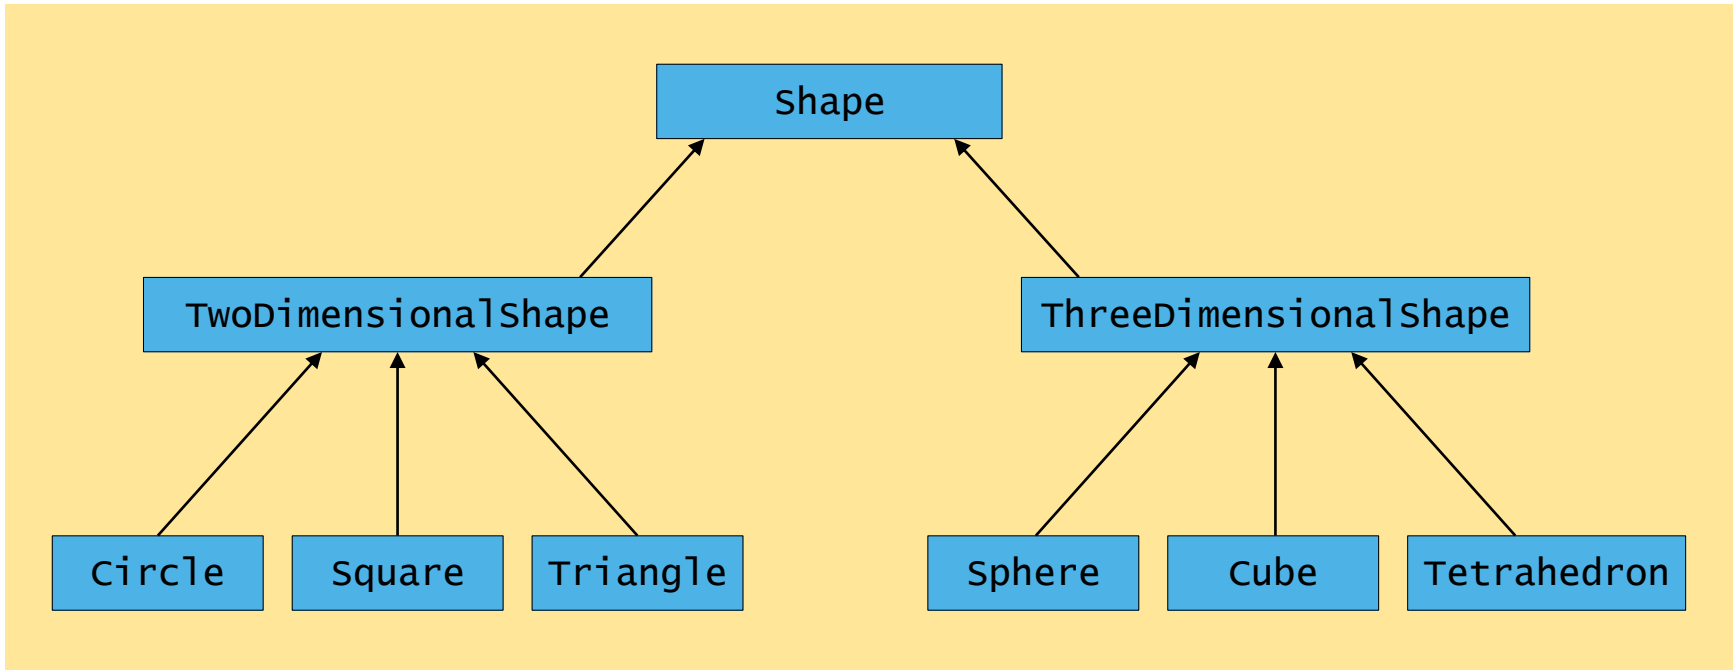 Shape
TwoDimensionalShape
ThreeDimensionalShape
Circle
Square
Triangle
Sphere
Cube
Tetrahedron